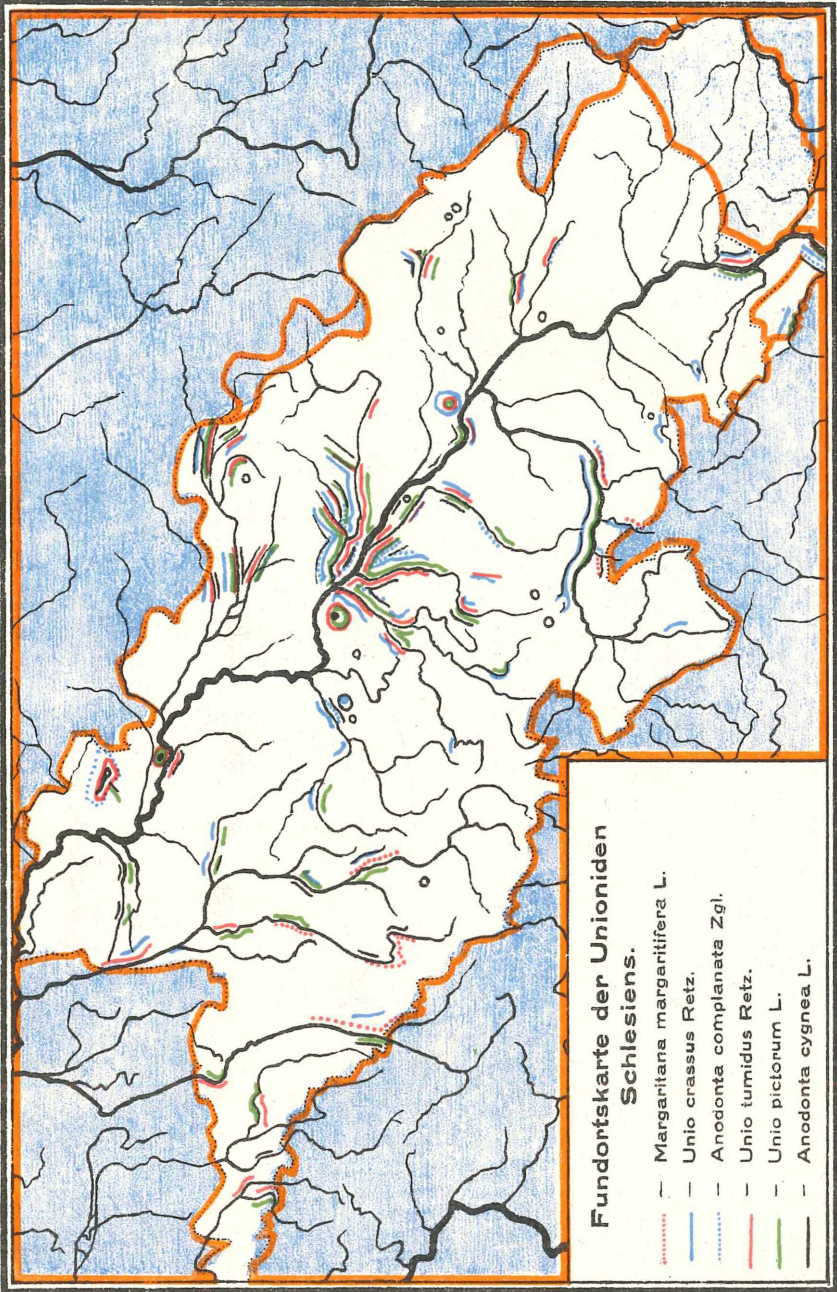 Fundortskarte der Unioniden
Schlesiens.
– Margaritana margaritifera L.
– Unio crassus Retz.
– Anodonta complanata Zgl.
– Unio tumidus Retz.
– Unio pictorum L.
– Anodonta cygnea L.